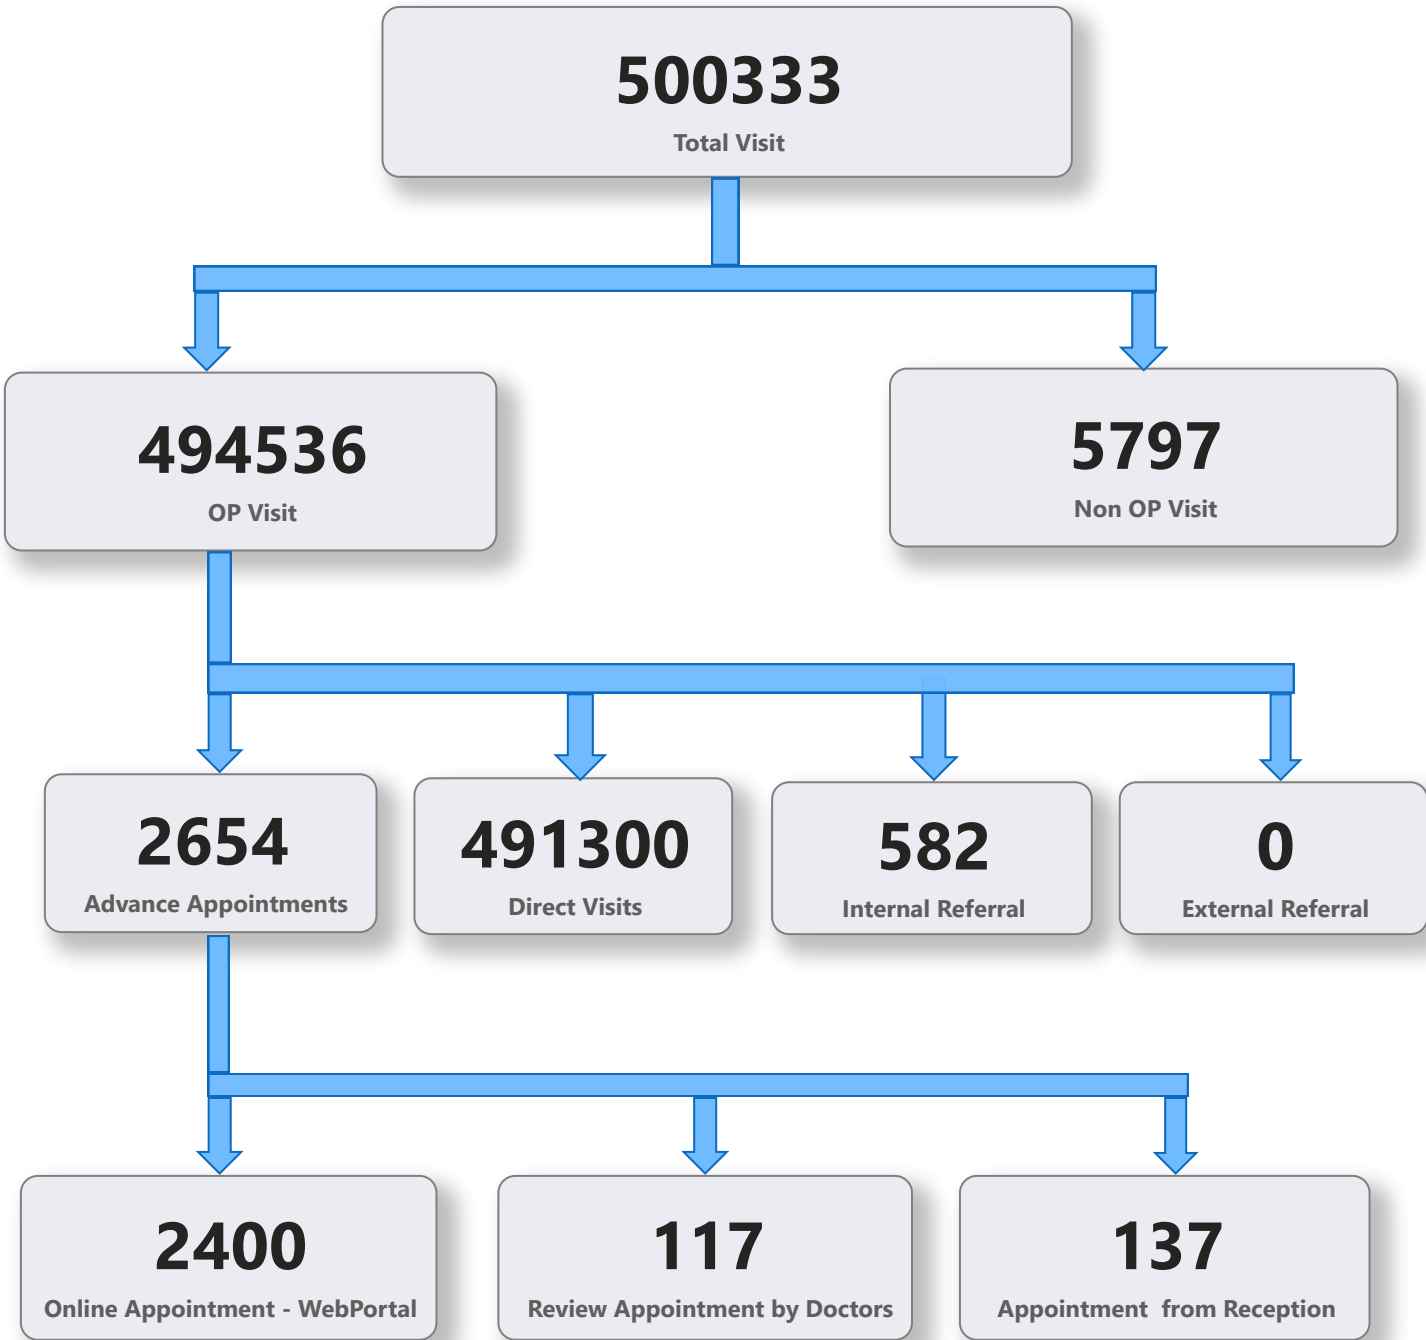 500333
Total Visit
494536
OP Visit
5797
Non OP Visit
2654
Advance Appointments
491300
Direct Visits
582
Internal Referral
0
External Referral
2400
Online Appointment - WebPortal
117
Review Appointment by Doctors
137
Appointment  from Reception